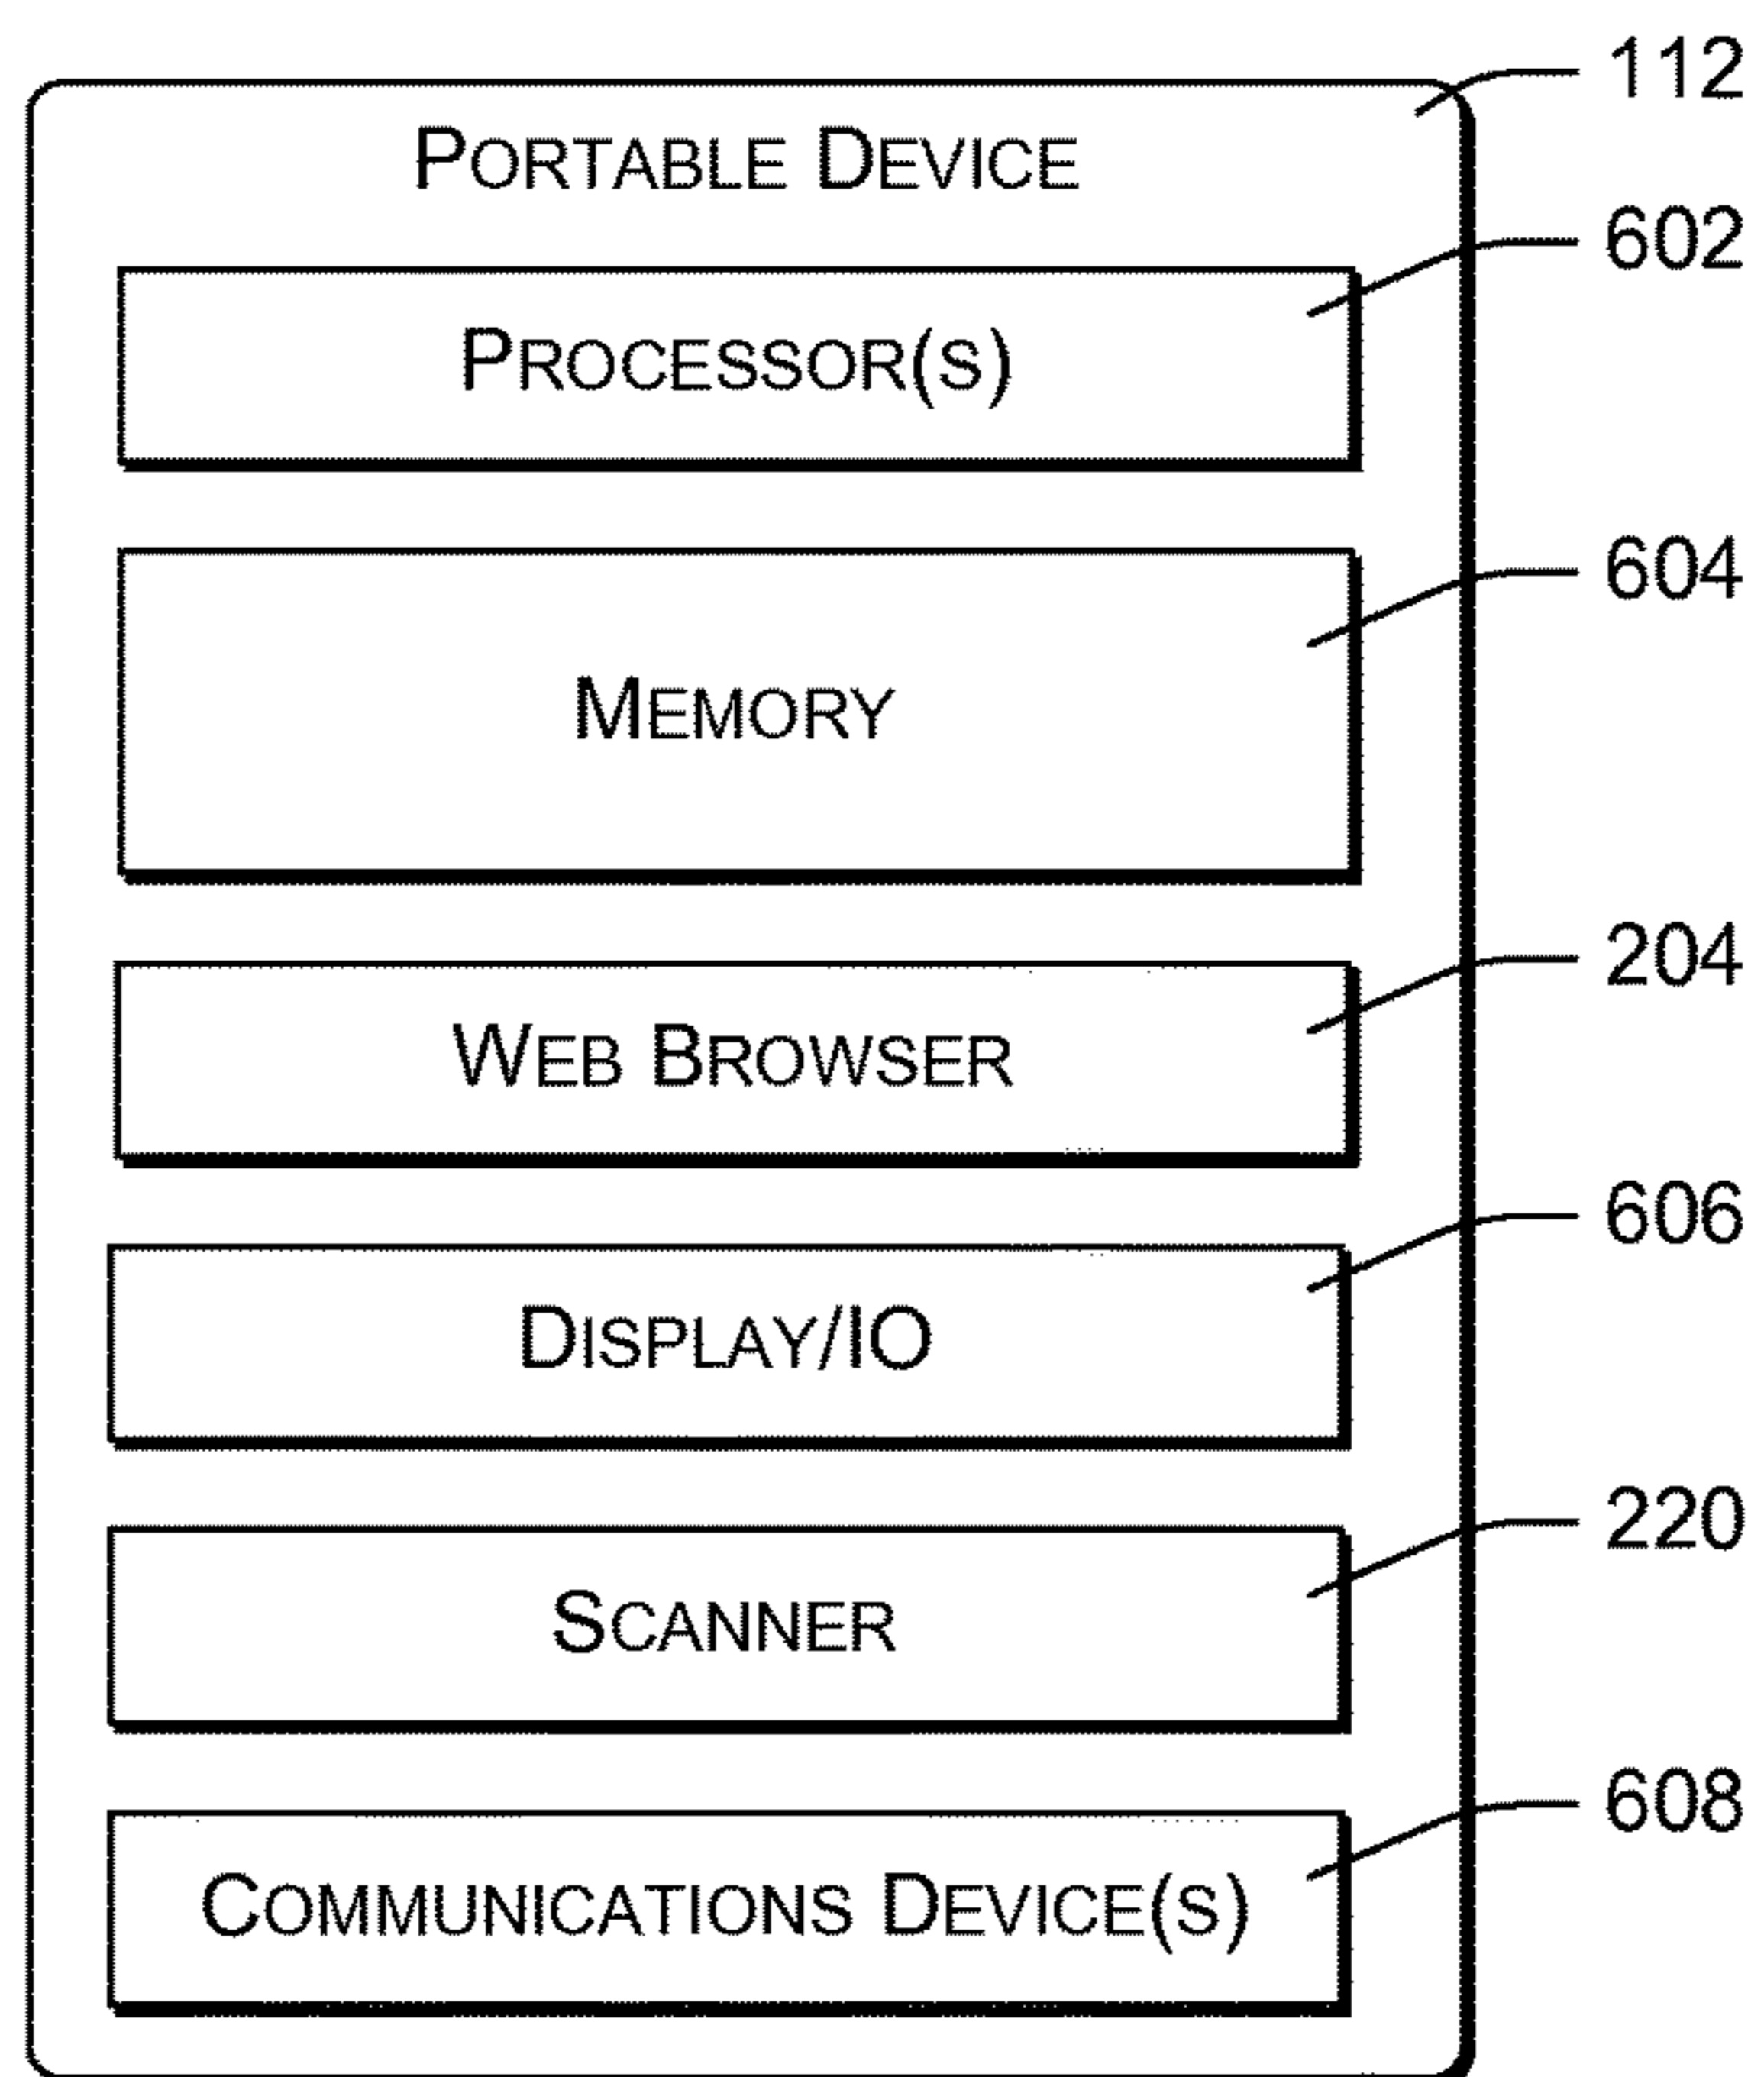 112
PORTABLE DEVICE
602
PROCESSOR(S)
604
MEMORY
204
WEB BROWSER
606
DISPLAY/IO
220
SCANNER
608
COMMUNICATIONS DEVICE(S)